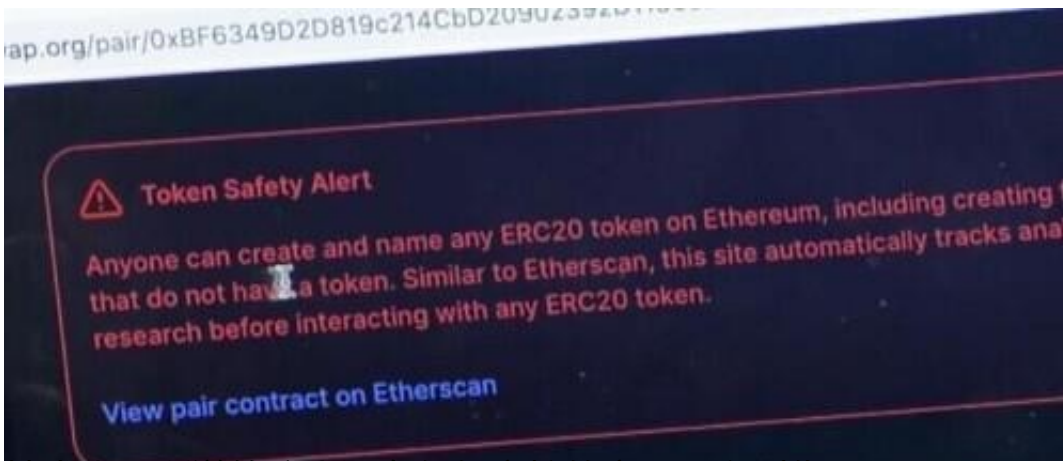 ap.org/pair/0xBF6349D2D819c214CbD20902392
Token Safety Alert
Anyone can create and name any ERC20 token on Ethereum, including creating
that do not have a token. Similar to Etherscan, this site automatically tracks ana
research before interacting with any ERC20 token.
View pair contract on Etherscan